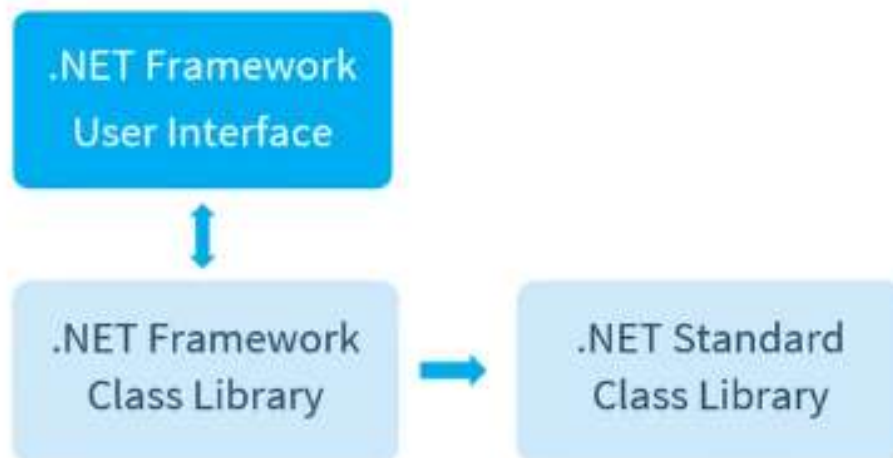 .NET Framework
User Interface
.NET Framework
Class Library
.NET Standard
Class Library